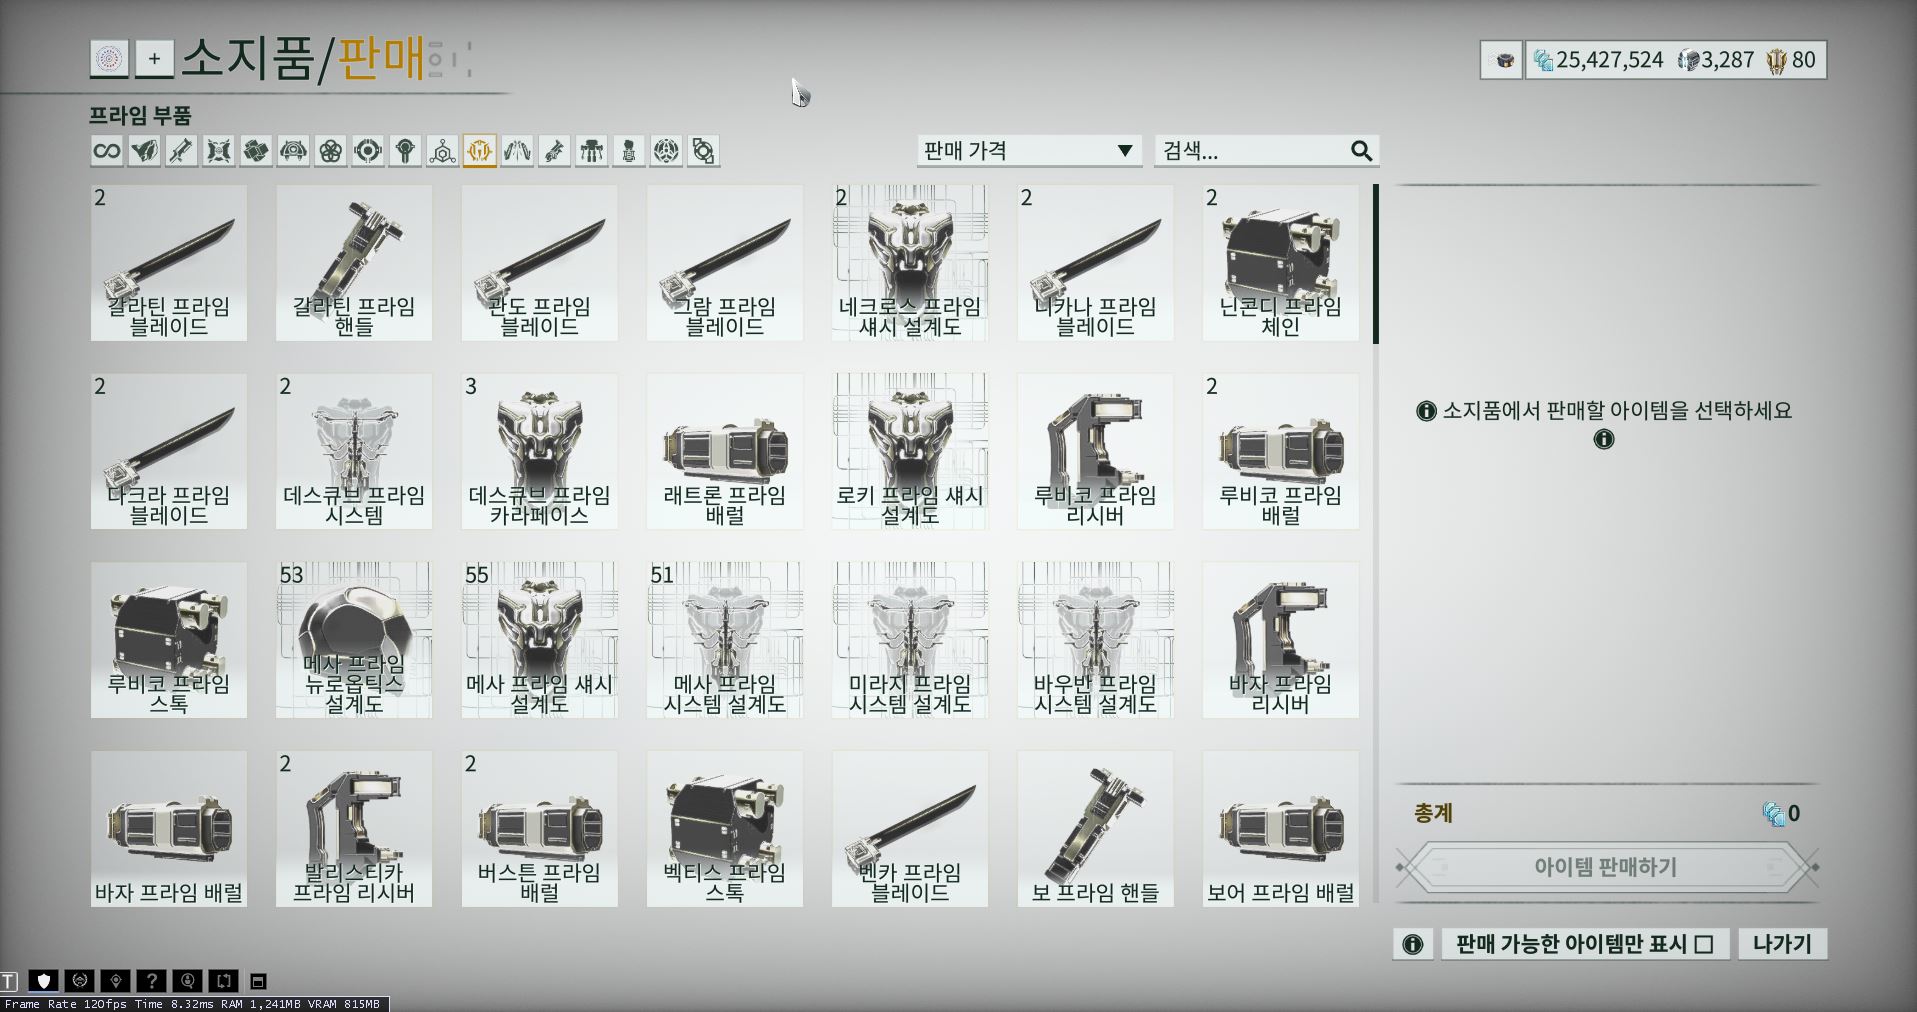 소지품/판매
25,427,524 3,287 80
프라임 부품
판매 가격
검색...
2
갈라틴 프라임
블레이드
갈라틴 프라임
핸들
관도 프라임
블레이드
그람 프라임
블레이드
2
네크로스 프라임
섀시 설계도
2
니카나 프라임
블레이드
2
닌콘디 프라임
체인
2
다크라 프라임
블레이드
2
데스큐브 프라임
시스템
3
데스큐브 프라임
카라페이스
래트론 프라임
배럴
로키 프라임 섀시
설계도
루비코 프라임
리시버
2
루비코 프라임
배럴
루비코 프라임
스톡
53
메사 프라임
뉴로옵틱스
설계도
55
메사 프라임 섀시
설계도
51
메사 프라임
시스템 설계도
미라지 프라임
시스템 설계도
바우반 프라임
시스템 설계도
바자 프라임
리시버
바자 프라임 배럴
2
발리스티카
프라임 리시버
2
버스튼 프라임
배럴
벡티스 프라임
스톡
벤카 프라임
블레이드
보 프라임 핸들
보어 프라임 배럴
소지품에서 판매할 아이템을 선택하세요
총계
0
아이템 판매하기
판매 가능한 아이템만 표시
나가기
T
Frame Rate 120fps Time 8.32ms RAM 1,241MB VRAM 815MB